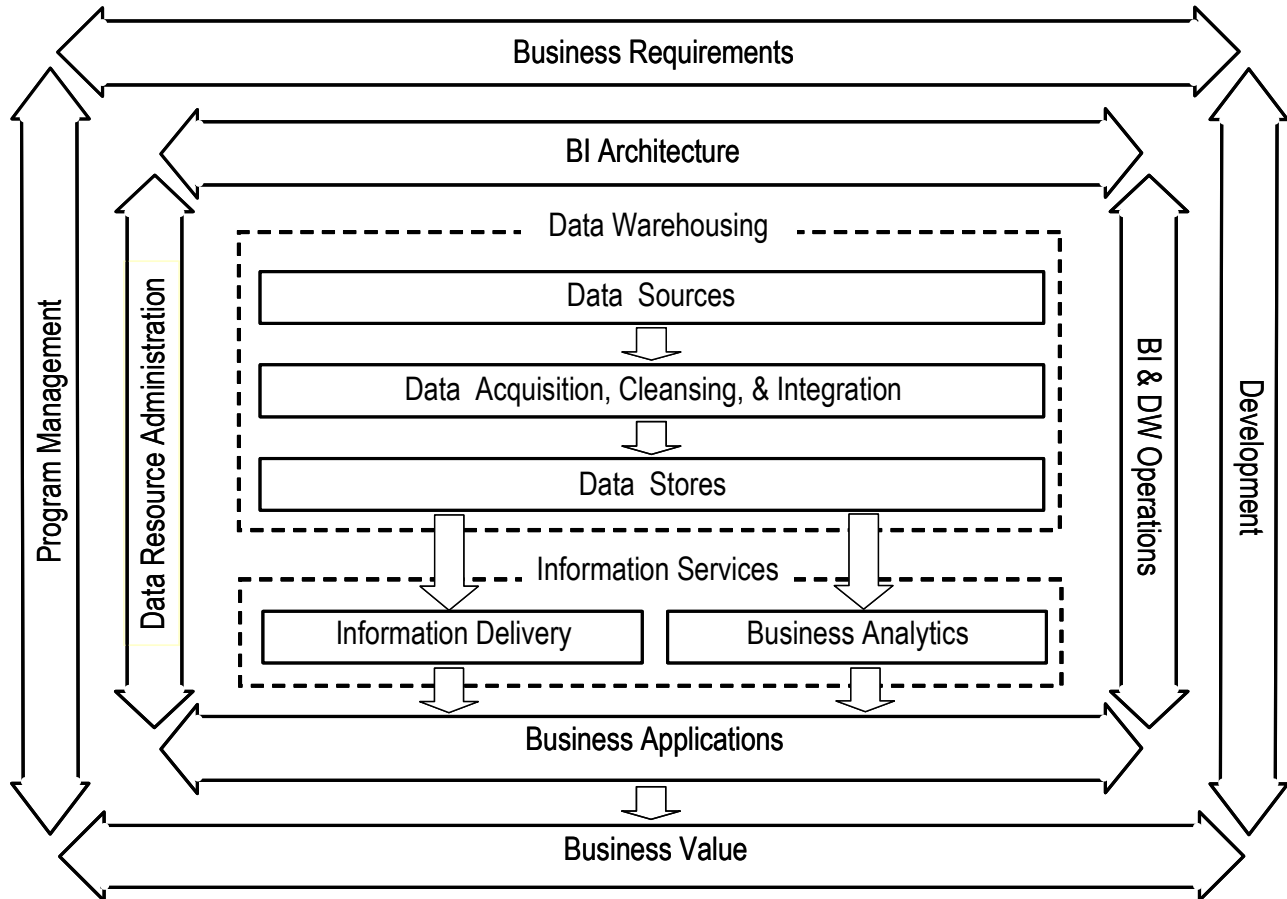 Business Requirements
BI Architecture
Data Warehousing
Data Sources
Data Acquisition, Cleansing, & Integration
Data Stores
Information Services
Information Delivery
Business Analytics
Business Applications
Business Value
Program Management
Data Resource Administration
BI & DW Operations
Development